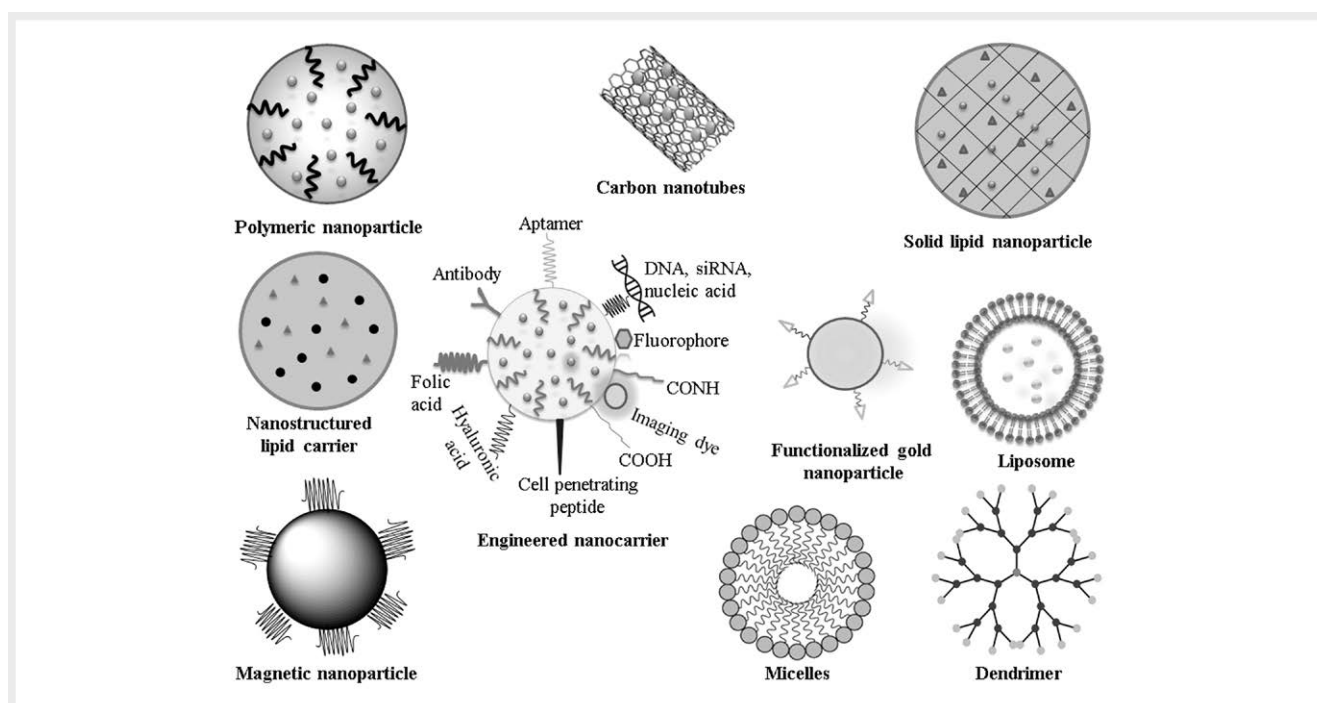 Polymeric nanoparticle
Carbon nanotubes
Solid lipid nanoparticle
Aptamer
Antibody
DNA, siRNA,
nucleic acid
Fluorophore
CONH
Imaging dye
COOH
Cell penetrating
peptide
Hyaluronic
acid
Folic
acid
Engineered nanocarrier
Nanostructured
lipid carrier
Functionalized gold
nanoparticle
Liposome
Magnetic nanoparticle
Micelles
Dendrimer